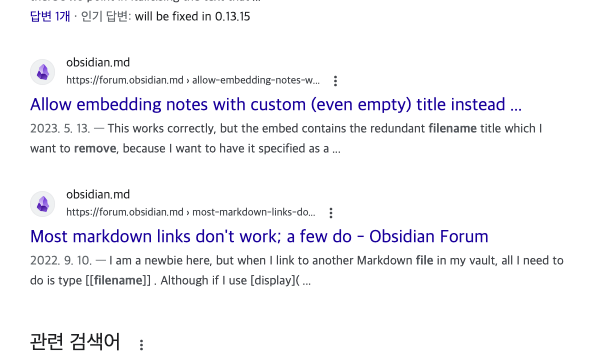 답변 1개 · 인기 답변: will be fixed in 0.13.15
obsidian.md
https://forum.obsidian.md › allow-embedding-notes-w...
Allow embedding notes with custom (even empty) title instead ...
2023. 5. 13. — This works correctly, but the embed contains the redundant filename title which I
want to remove, because I want to have it specified as a ...
obsidian.md
https://forum.obsidian.md › most-markdown-links-do...
Most markdown links don't work; a few do - Obsidian Forum
2022. 9. 10. — I am a newbie here, but when I link to another Markdown file in my vault, all I need to
do is type [[filename]] . Although if I use [display]( ...
관련 검색어